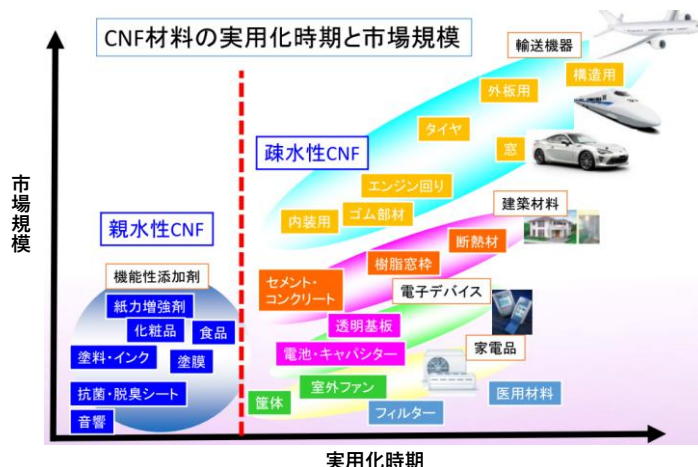 CNF材料の実用化時期と市場規模
輸送機器
構造用
外板用
タイヤ
窓
疎水性CNF
エンジン回り
ゴム部材
内装用
市場規模
建築材料
親水性CNF
断熱材
樹脂窓枠
機能性添加剤
セメント・
コンクリート
電子デバイス
紙力増強剤
化粧品
食品
透明基板
塗料・インク
塗膜
電池・キャパシター
家電品
抗菌・脱臭シート
室外ファン
医用材料
筐体
フィルター
音響
実用化時期